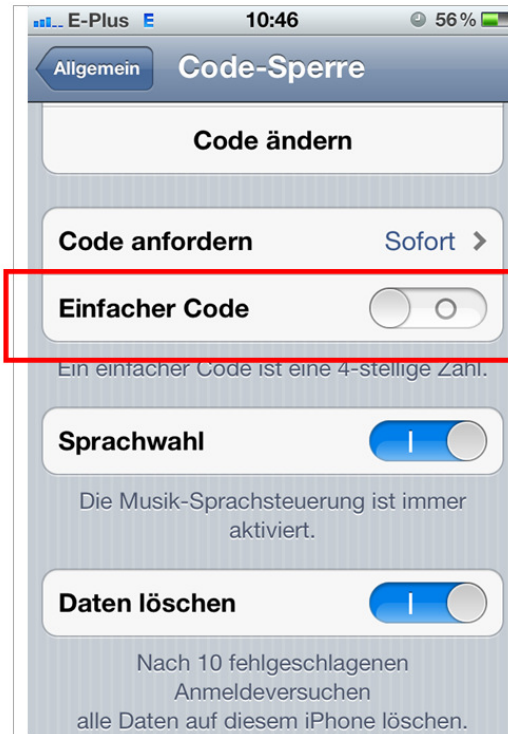 E-Plus E 10:46 56 %
Allgemein Code-Sperre
Code ändern
Code anfordern Sofort
Einfacher Code
Ein einfacher Code ist eine 4-stellige Zahl.
Sprachwahl
Die Musik-Sprachsteuerung ist immer
aktiviert.
Daten löschen
Nach 10 fehlgeschlagenen
Anmeldeversuchen
alle Daten auf diesem iPhone löschen.